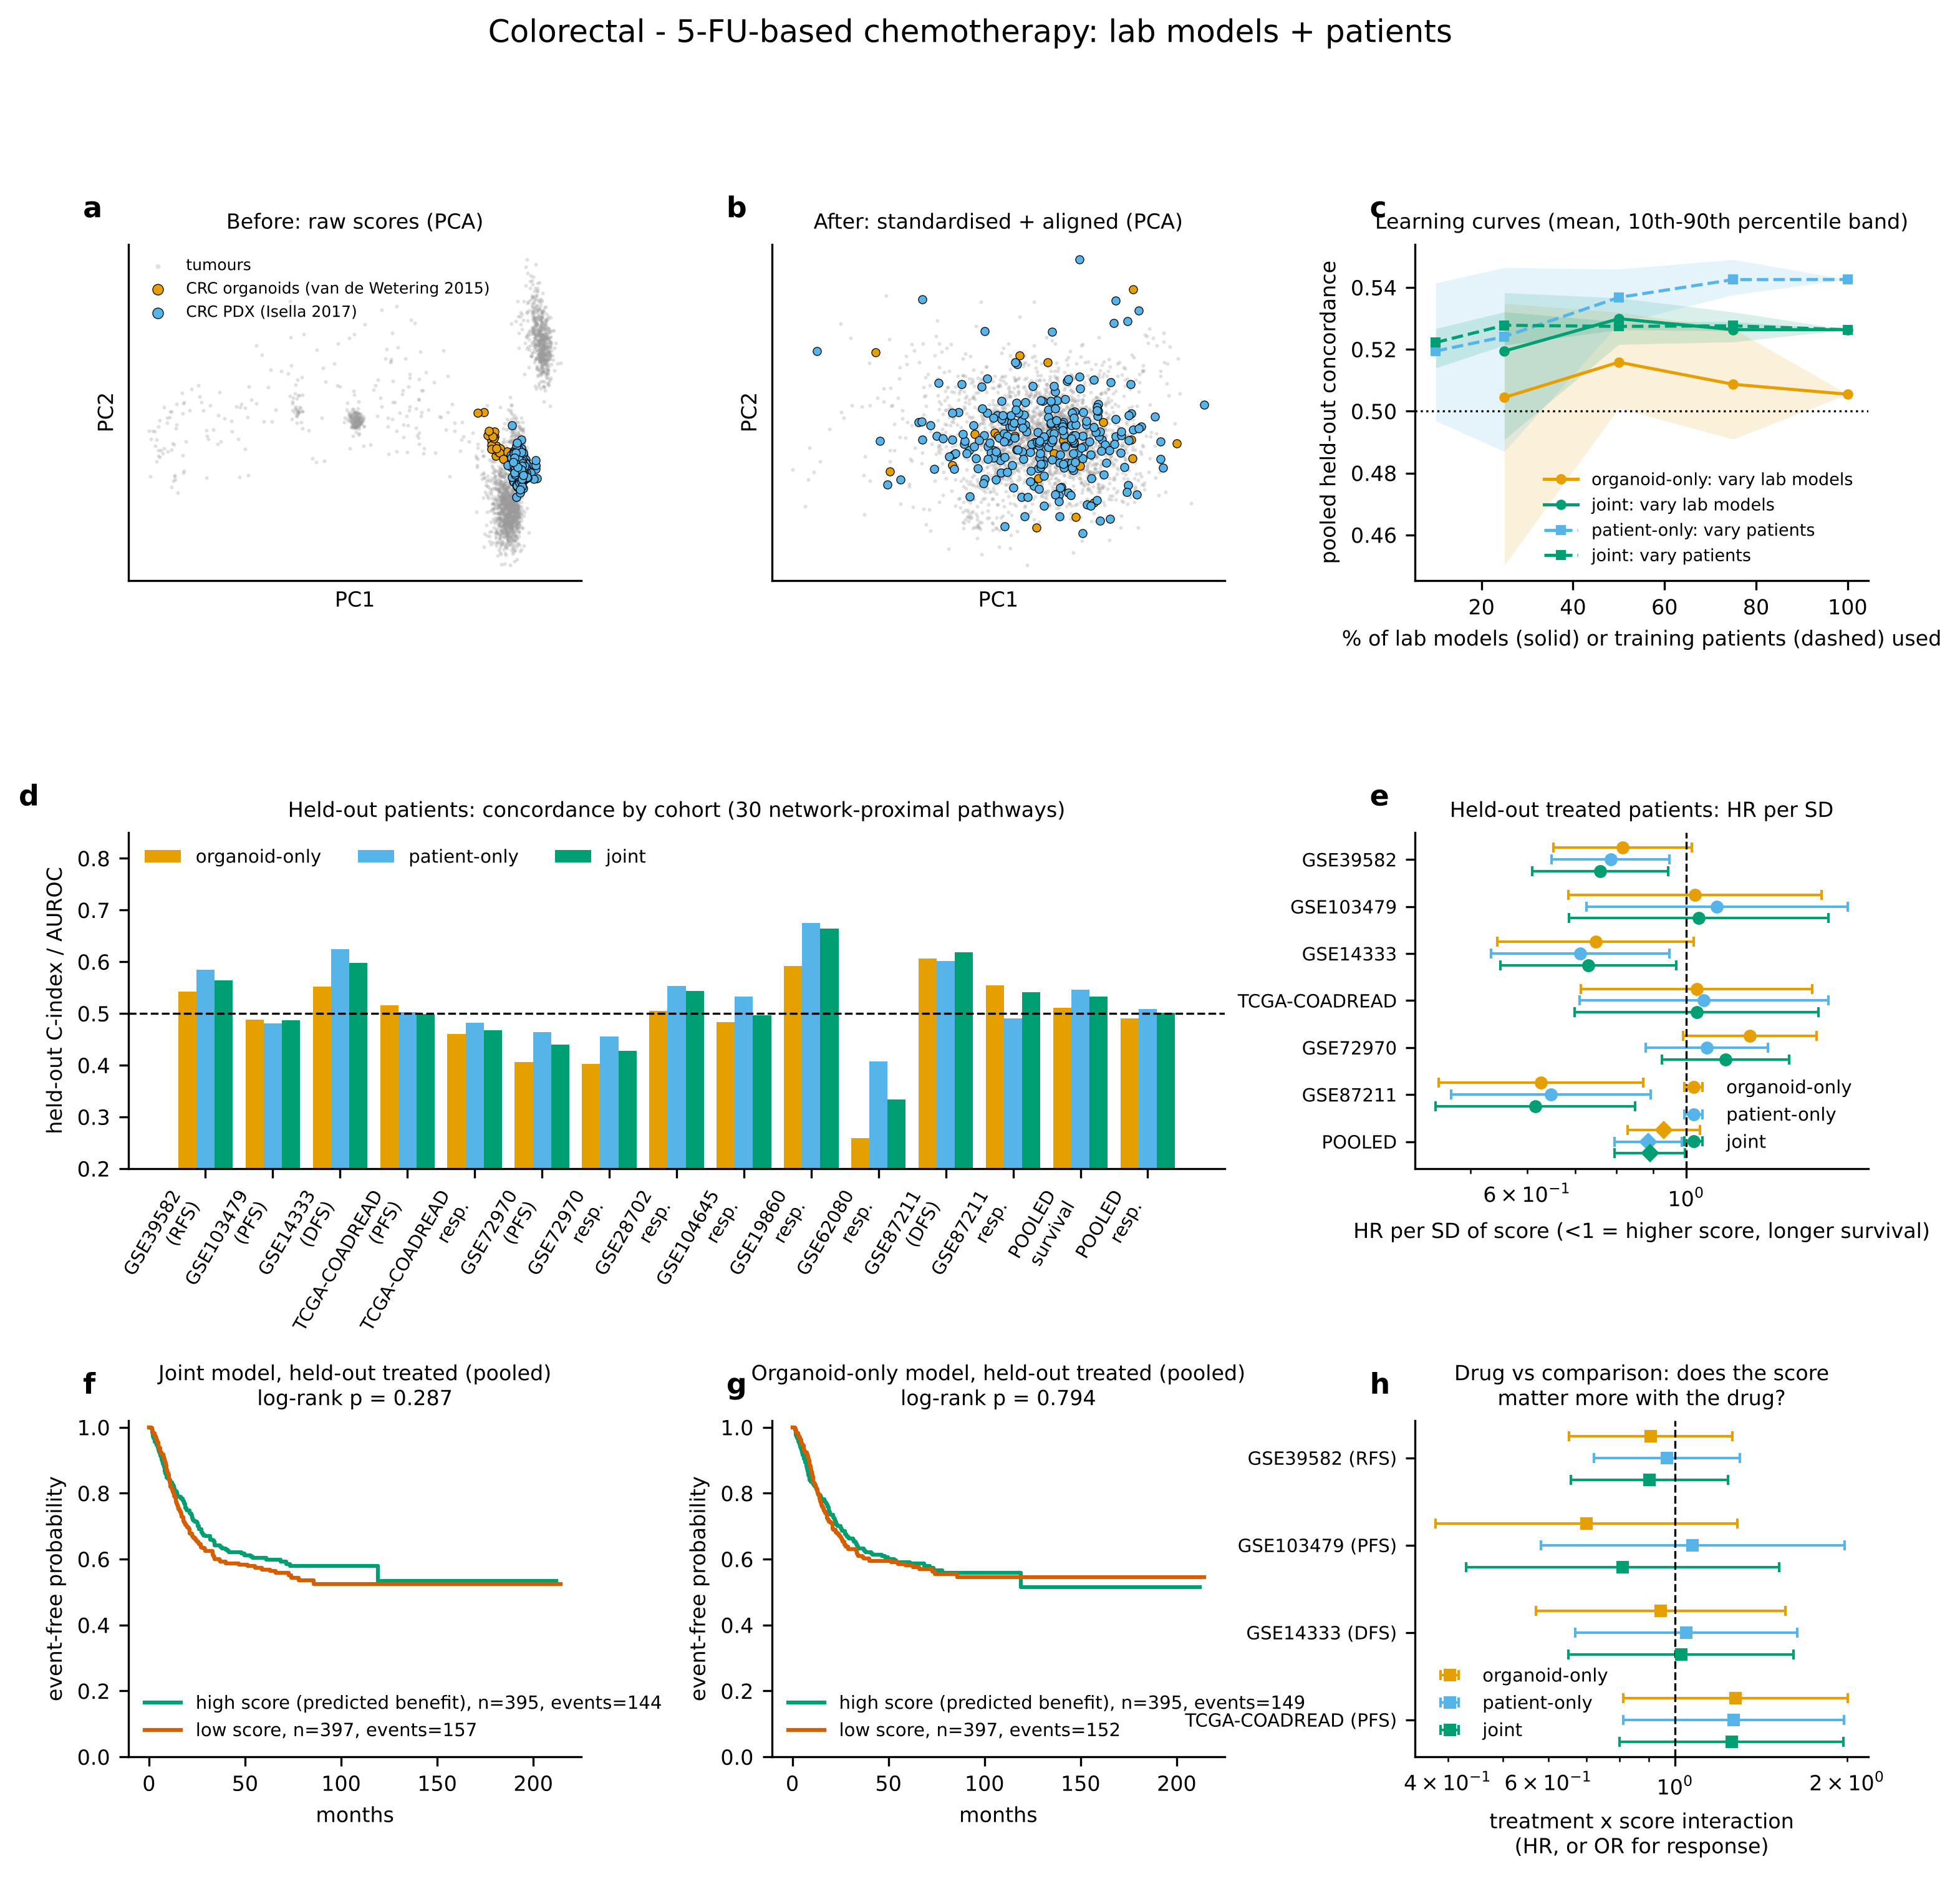 Colorectal - 5-FU-based chemotherapy: lab models + patients
a
Before: raw scores (PCA)
tumours
CRC organoids (van de Wetering 2015)
CRC PDX (Isella 2017)
PC2
PC1
b
After: standardised + aligned (PCA)
PC2
PC1
c
Learning curves (mean, 10th-90th percentile band)
pooled held-out concordance
0.54
0.52
0.50
0.48
0.46
organoid-only: vary lab models
joint: vary lab models
patient-only: vary patients
joint: vary patients
20 40 60 80 100
% of lab models (solid) or training patients (dashed) used
d
Held-out patients: concordance by cohort (30 network-proximal pathways)
organoid-only patient-only joint
held-out C-index / AUROC
0.8
0.7
0.6
0.5
0.4
0.3
0.2
GSE39582
(RFS)
GSE103479
(PFS)
GSE14333
(DFS)
TCGA-COADREAD
(PFS)
TCGA-COADREAD
resp.
GSE72970
(PFS)
GSE72970
resp.
GSE28702
resp.
GSE104645
resp.
GSE19860
resp.
GSE62080
resp.
GSE87211
(DFS)
GSE87211
resp.
POOLED
survival
POOLED
resp.
e
Held-out treated patients: HR per SD
GSE39582
GSE103479
GSE14333
TCGA-COADREAD
GSE72970
GSE87211
POOLED
organoid-only
patient-only
joint
6 × 10⁻¹ 10⁰
HR per SD of score (<1 = higher score, longer survival)
f
Joint model, held-out treated (pooled)
log-rank p = 0.287
event-free probability
1.0
0.8
0.6
0.4
0.2
0.0
high score (predicted benefit), n=395, events=144
low score, n=397, events=157
0 50 100 150 200
months
g
Organoid-only model, held-out treated (pooled)
log-rank p = 0.794
event-free probability
1.0
0.8
0.6
0.4
0.2
0.0
high score (predicted benefit), n=395, events=149
low score, n=397, events=152
0 50 100 150 200
months
h
Drug vs comparison: does the score
matter more with the drug?
GSE39582 (RFS)
GSE103479 (PFS)
GSE14333 (DFS)
TCGA-COADREAD (PFS)
organoid-only
patient-only
joint
4 × 10⁻¹ 6 × 10⁻¹ 10⁰ 2 × 10⁰
treatment x score interaction
(HR, or OR for response)